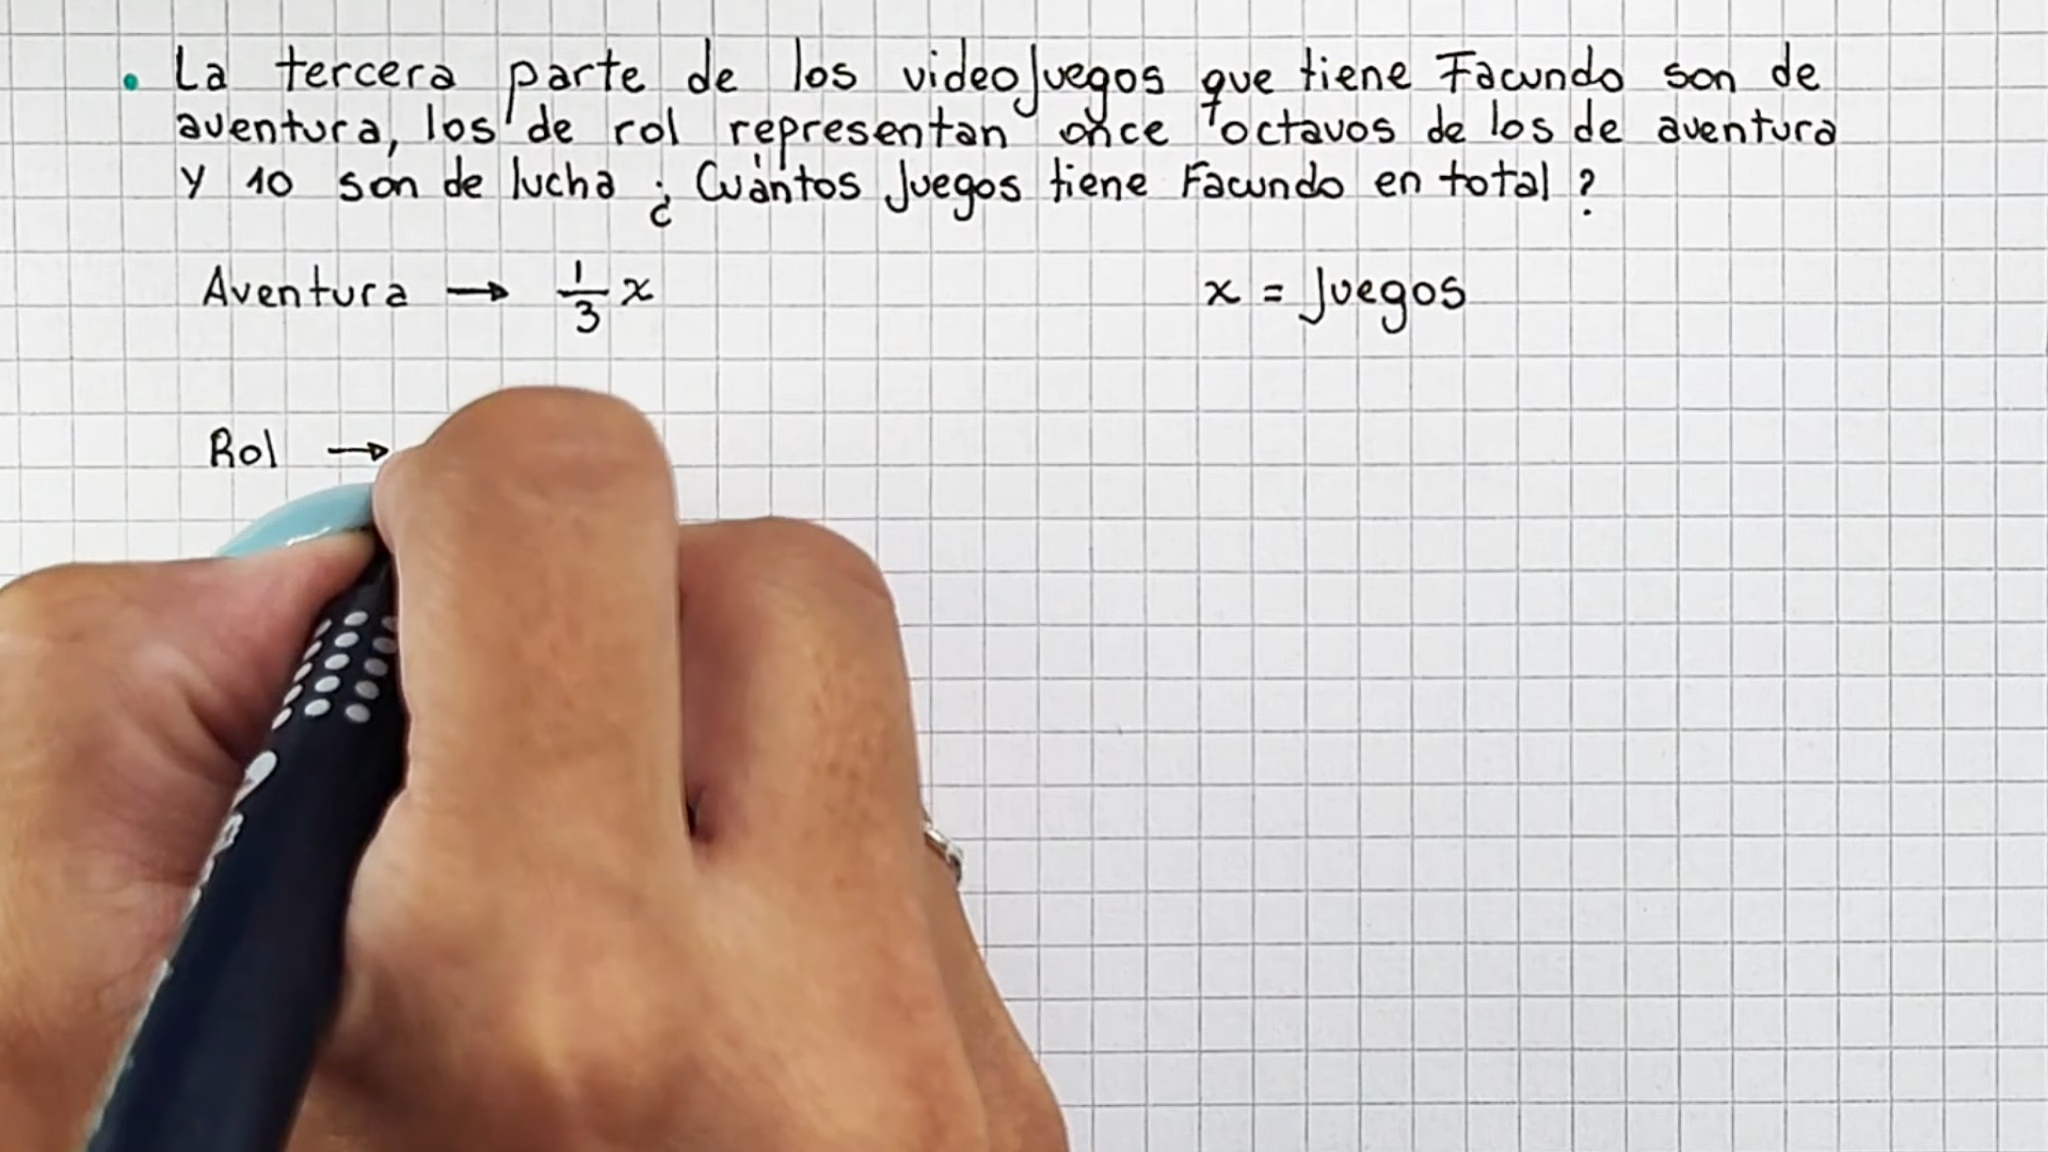 • La tercera parte de los videojuegos que tiene Facundo son de
aventura, los de rol representan once octavos de los de aventura
y 10 son de lucha ¿ Cuántos juegos tiene Facundo en total ?
Aventura → 1/3 x
x = Juegos
Rol →